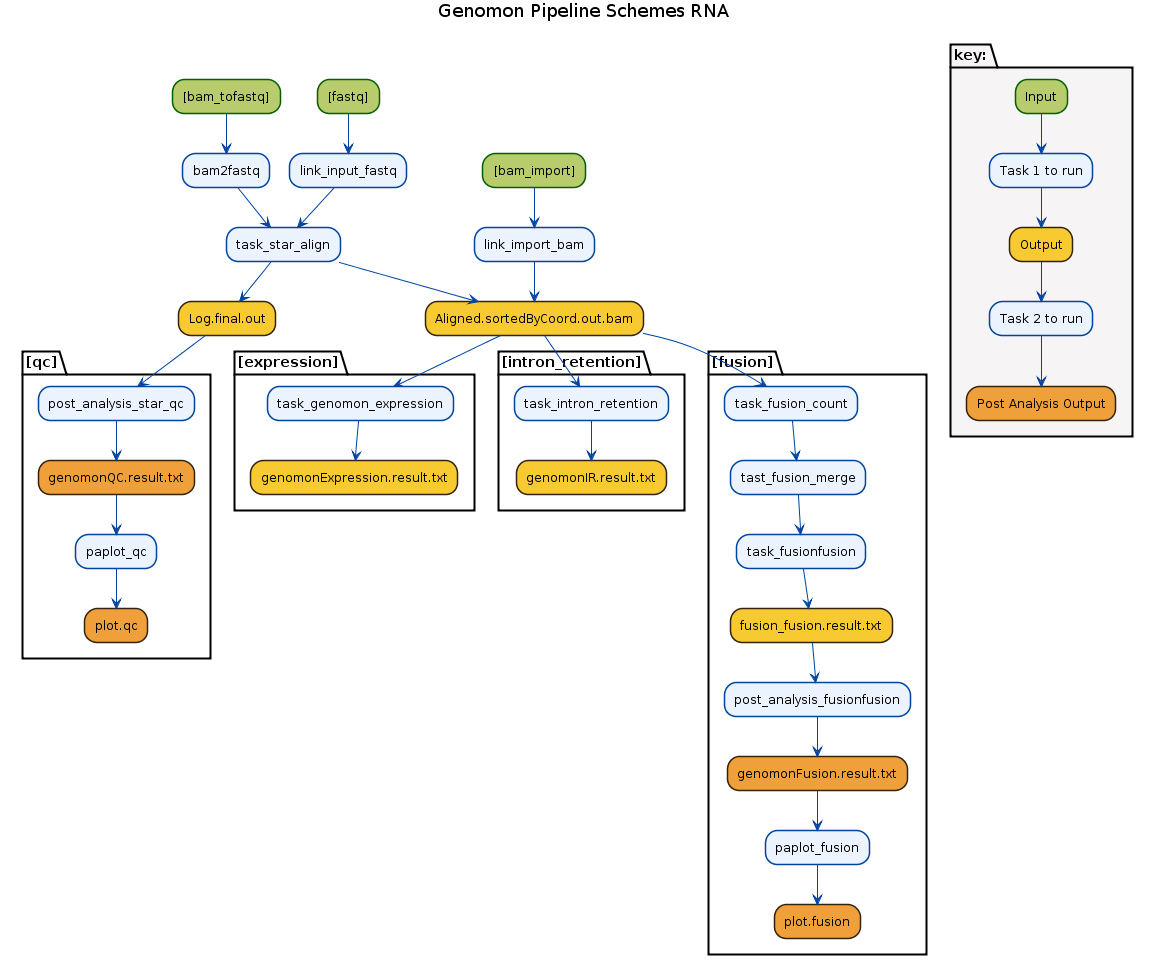 Genomon Pipeline Schemes RNA
key:
[bam_tofastq]
[fastq]
Input
bam2fastq
link_input_fastq
[bam_import]
Task 1 to run
task_star_align
link_import_bam
Output
Log.final.out
Aligned.sortedByCoord.out.bam
Task 2 to run
[qc]
[expression]
[intron_retention]
[fusion]
post_analysis_star_qc
task_genomon_expression
task_intron_retention
task_fusion_count
Post Analysis Output
genomonQC.result.txt
genomonExpression.result.txt
genomonIR.result.txt
tast_fusion_merge
paplot_qc
task_fusionfusion
plot.qc
fusion_fusion.result.txt
post_analysis_fusionfusion
genomonFusion.result.txt
paplot_fusion
plot.fusion